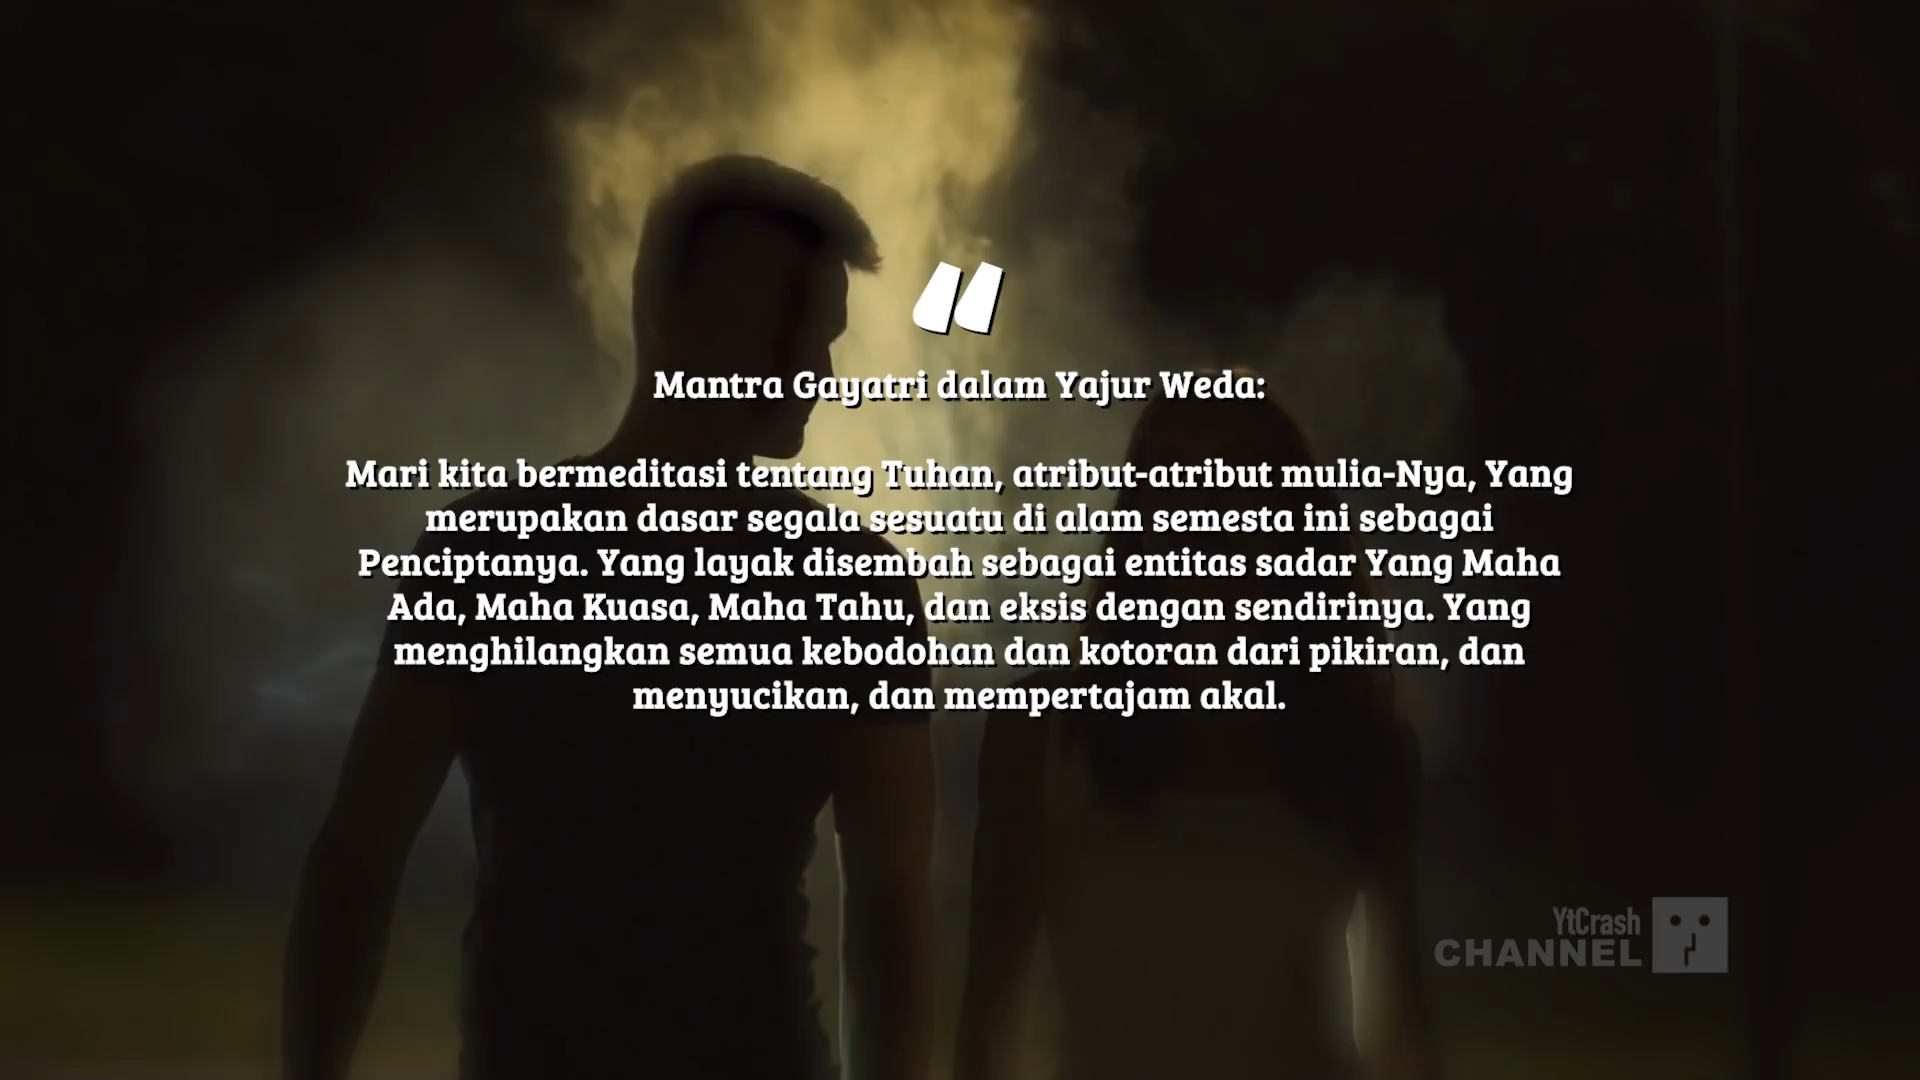 “
Mantra Gayatri dalam Yajur Weda:
Mari kita bermeditasi tentang Tuhan, atribut-atribut mulia-Nya, Yang
merupakan dasar segala sesuatu di alam semesta ini sebagai
Penciptanya. Yang layak disembah sebagai entitas sadar Yang Maha
Ada, Maha Kuasa, Maha Tahu, dan eksis dengan sendirinya. Yang
menghilangkan semua kebodohan dan kotoran dari pikiran, dan
menyucikan, dan mempertajam akal.
YtCrash
CHANNEL